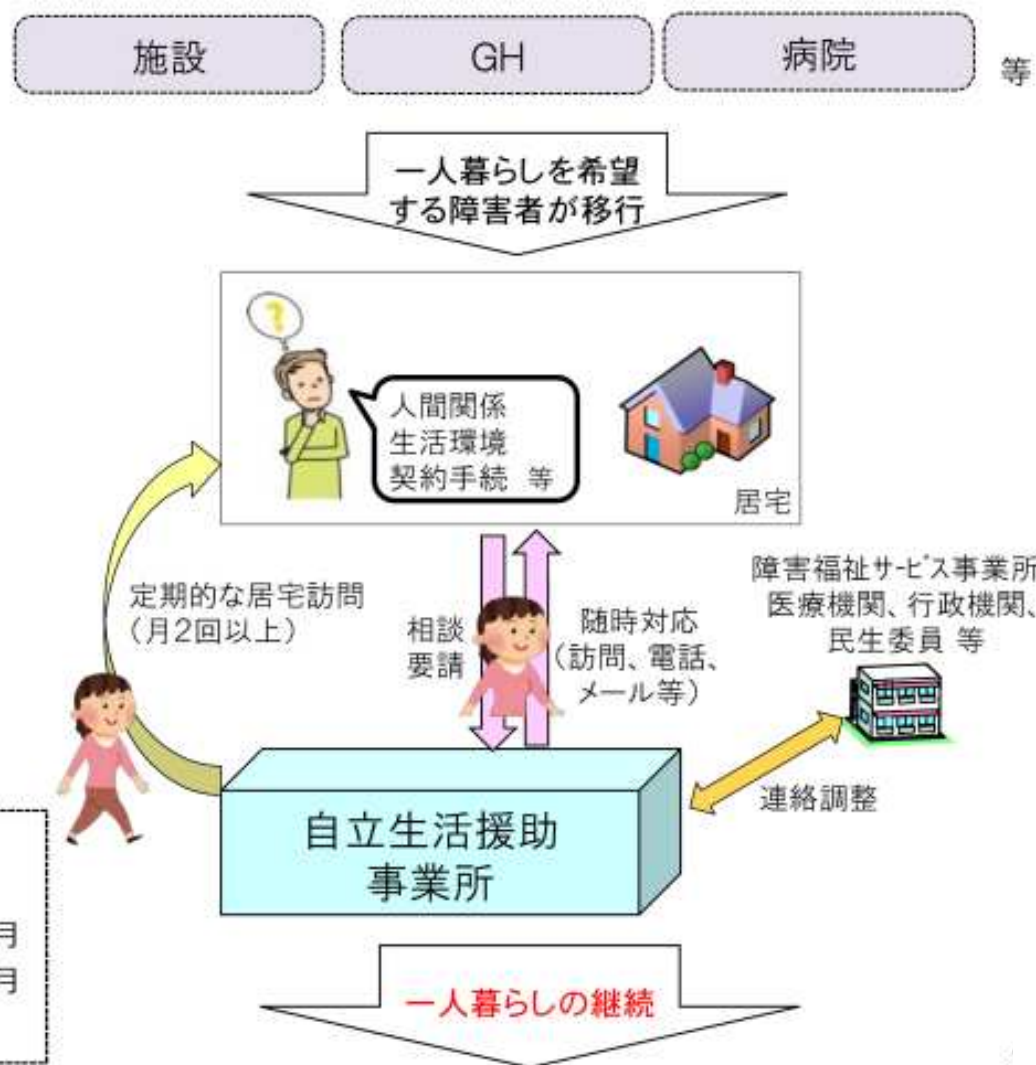 施設
GH
病院
等
一人暮らしを希望
する障害者が移行
?
人間関係
生活環境
契約手続 等
居宅
定期的な居宅訪問
（月2回以上）
相談
要請
随時対応
（訪問、電話、
メール等）
障害福祉サービス事業所
医療機関、行政機関、
民生委員 等
連絡調整
自立生活援助
事業所
月
月
一人暮らしの継続